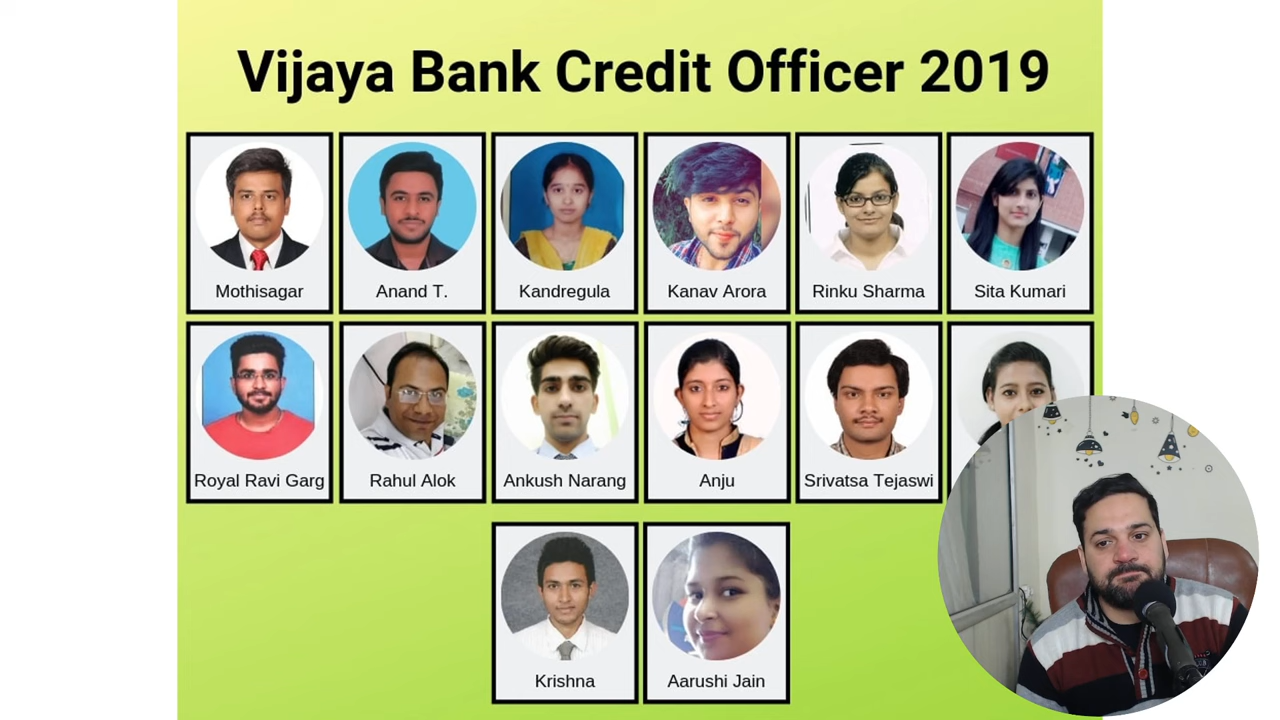 Vijaya Bank Credit Officer 2019
Mothisagar
Anand T.
Kandregula
Kanav Arora
Rinku Sharma
Sita Kumari
Royal Ravi Garg
Rahul Alok
Ankush Narang
Anju
Srivatsa Tejaswi
Krishna
Aarushi Jain